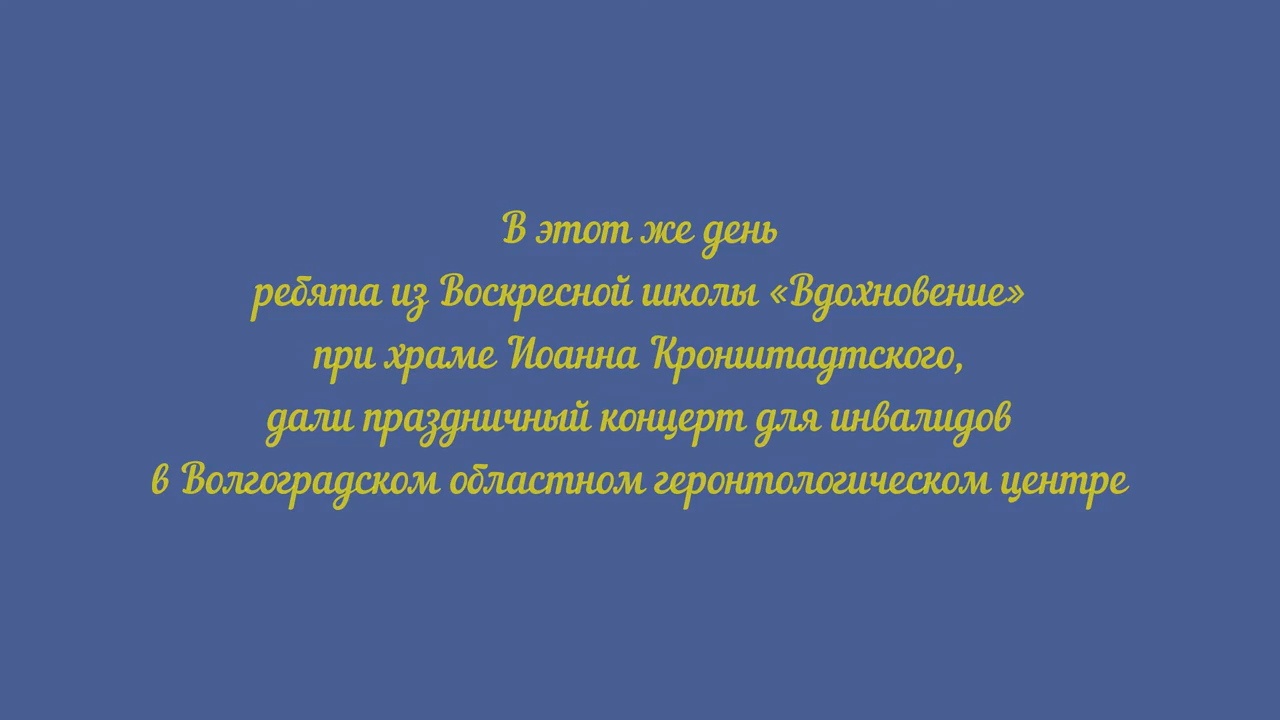 В этот же день
ребята из Воскресной школы «Вдохновение»
при храме Иоанна Кронштадтского,
дали праздничный концерт для инвалидов
в Волгоградском областном геронтологическом центре